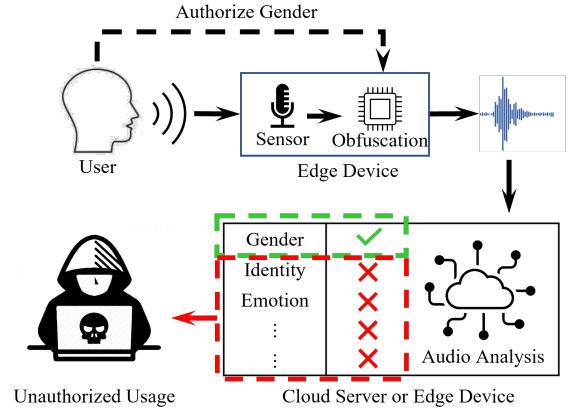 Authorize Gender
User
Sensor
Obfuscation
Edge Device
Gender
Identity
Emotion
⋮
⋮
Audio Analysis
Unauthorized Usage
Cloud Server or Edge Device